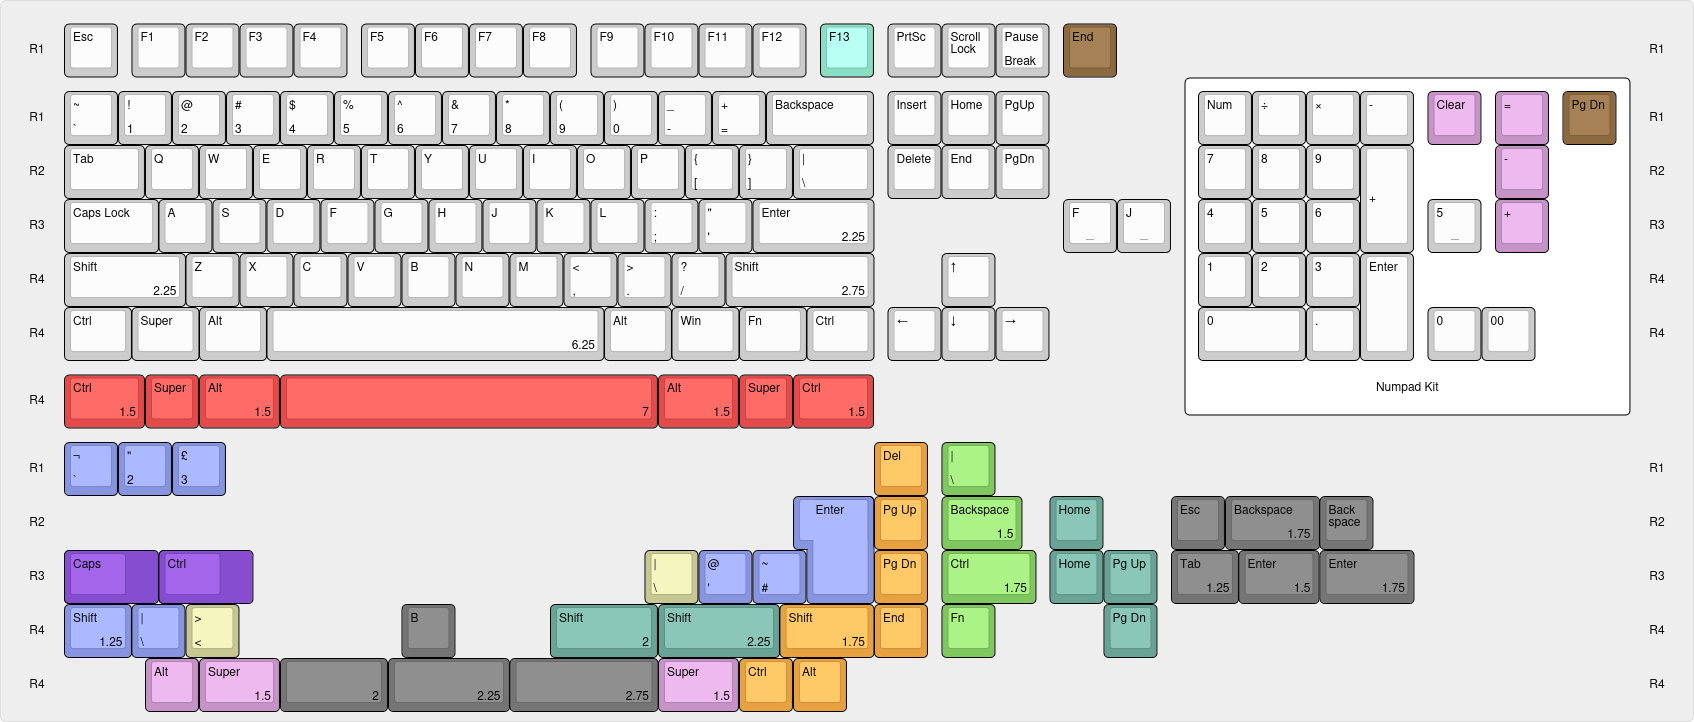 R1 Esc F1 F2 F3 F4 F5 F6 F7 F8 F9 F10 F11 F12 F13 PrtSc Scroll Pause End R1
Lock
Break
R1 ~ ! @ # $ % ^ & * ( ) _ + Backspace Insert Home PgUp Num ÷ × - Clear = Pg Dn R1
` 1 2 3 4 5 6 7 8 9 0 - =
R2 Tab Q W E R T Y U I O P { } | Delete End PgDn 7 8 9 + - R2
[ ] \
R3 Caps Lock A S D F G H J K L : " Enter F J 4 5 6 5 + R3
; ' 2.25 _ _ _
R4 Shift Z X C V B N M < > ? Shift ↑ 1 2 3 Enter R4
2.25 , . / 2.75
R4 Ctrl Super Alt Alt Win Fn Ctrl ← ↓ → 0 . 0 00 R4
6.25
R4 Ctrl Super Alt Alt Super Ctrl
1.5 1.5 7 1.5 1.5
Numpad Kit
R1 ¬ " £ Del | R1
` 2 3 \
R2 Enter Pg Up Backspace Home Esc Backspace Back R2
space
1.5 1.75
R3 Caps Ctrl | @ ~ Pg Dn Ctrl Home Pg Up Tab Enter Enter R3
\ ' # 1.75 1.25 1.5 1.75
R4 Shift | > B Shift Shift Shift End Fn Pg Dn R4
1.25 \ < 2 2.25 1.75
R4 Alt Super Super Ctrl Alt R4
1.5 2 2.25 2.75 1.5